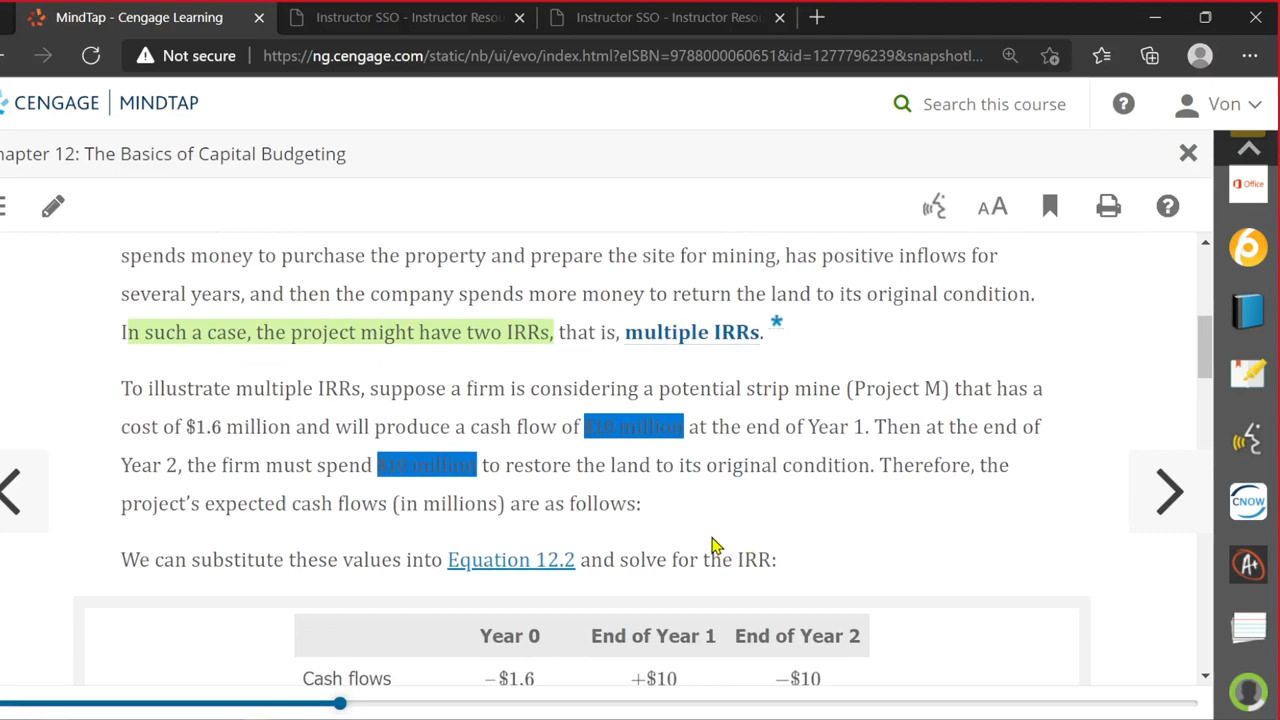 MindTap - Cengage Learning
Instructor SSO - Instructor Resou
Instructor SSO - Instructor Resou
Not secure
https://ng.cengage.com/static/nb/ui/evo/index.html?eISBN=9788000060651&id=1277796239&snapshotI...
CENGAGE | MINDTAP
Search this course
Von
hapter 12: The Basics of Capital Budgeting
AA
Office
spends money to purchase the property and prepare the site for mining, has positive inflows for
several years, and then the company spends more money to return the land to its original condition.
In such a case, the project might have two IRRs, that is, multiple IRRs. *
To illustrate multiple IRRs, suppose a firm is considering a potential strip mine (Project M) that has a
cost of $1.6 million and will produce a cash flow of $10 million at the end of Year 1. Then at the end of
Year 2, the firm must spend $10 million to restore the land to its original condition. Therefore, the
project's expected cash flows (in millions) are as follows:
We can substitute these values into Equation 12.2 and solve for the IRR:
Year 0 End of Year 1 End of Year 2
Cash flows −$1.6 +$10 −$10
CNOW
A+